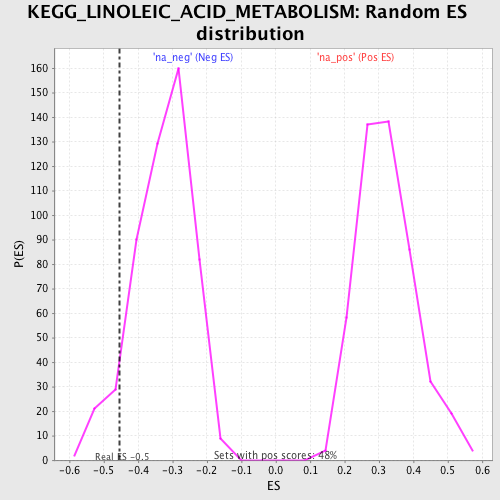 KEGG_LINOLEIC_ACID_METABOLISM: Random ES
distribution
'na_neg' (Neg ES)
'na_pos' (Pos ES)
160
150
140
130
120
110
100
90
80
70
60
50
40
30
20
10
0
P(ES)
Real ES -0.5
Sets with pos scores: 48%
-0.6 -0.5 -0.4 -0.3 -0.2 -0.1 0.0 0.1 0.2 0.3 0.4 0.5 0.6
ES